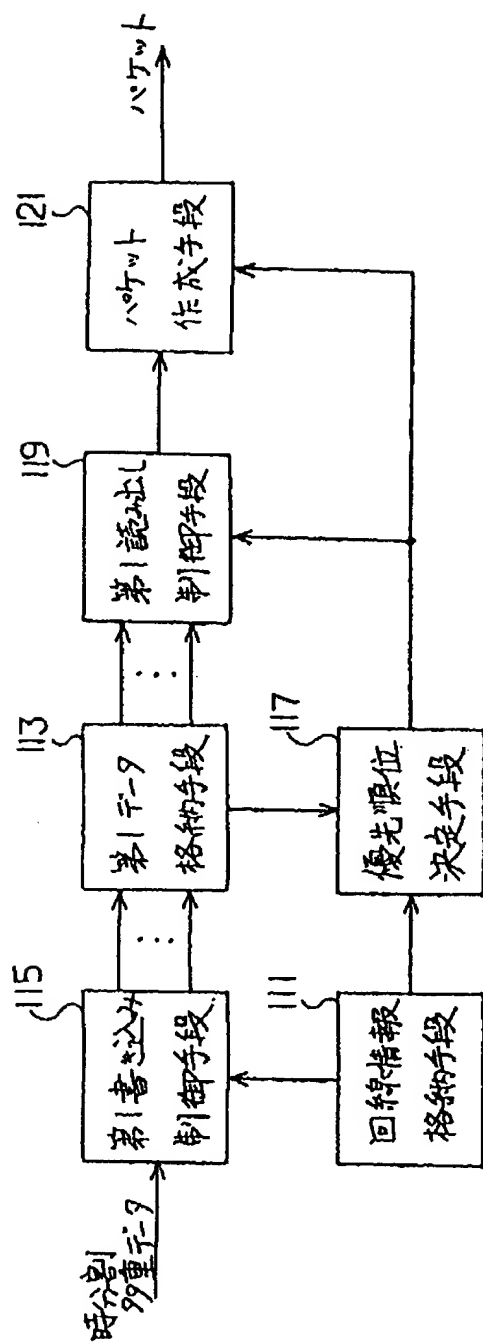 時分割
多重データ
115
第1書き込み
制御手段
113
第1データ
格納手段
119
第1読み出し
制御手段
121
パケット
作成手段
パケット
111
回線情報
格納手段
117
優先順位
決定手段